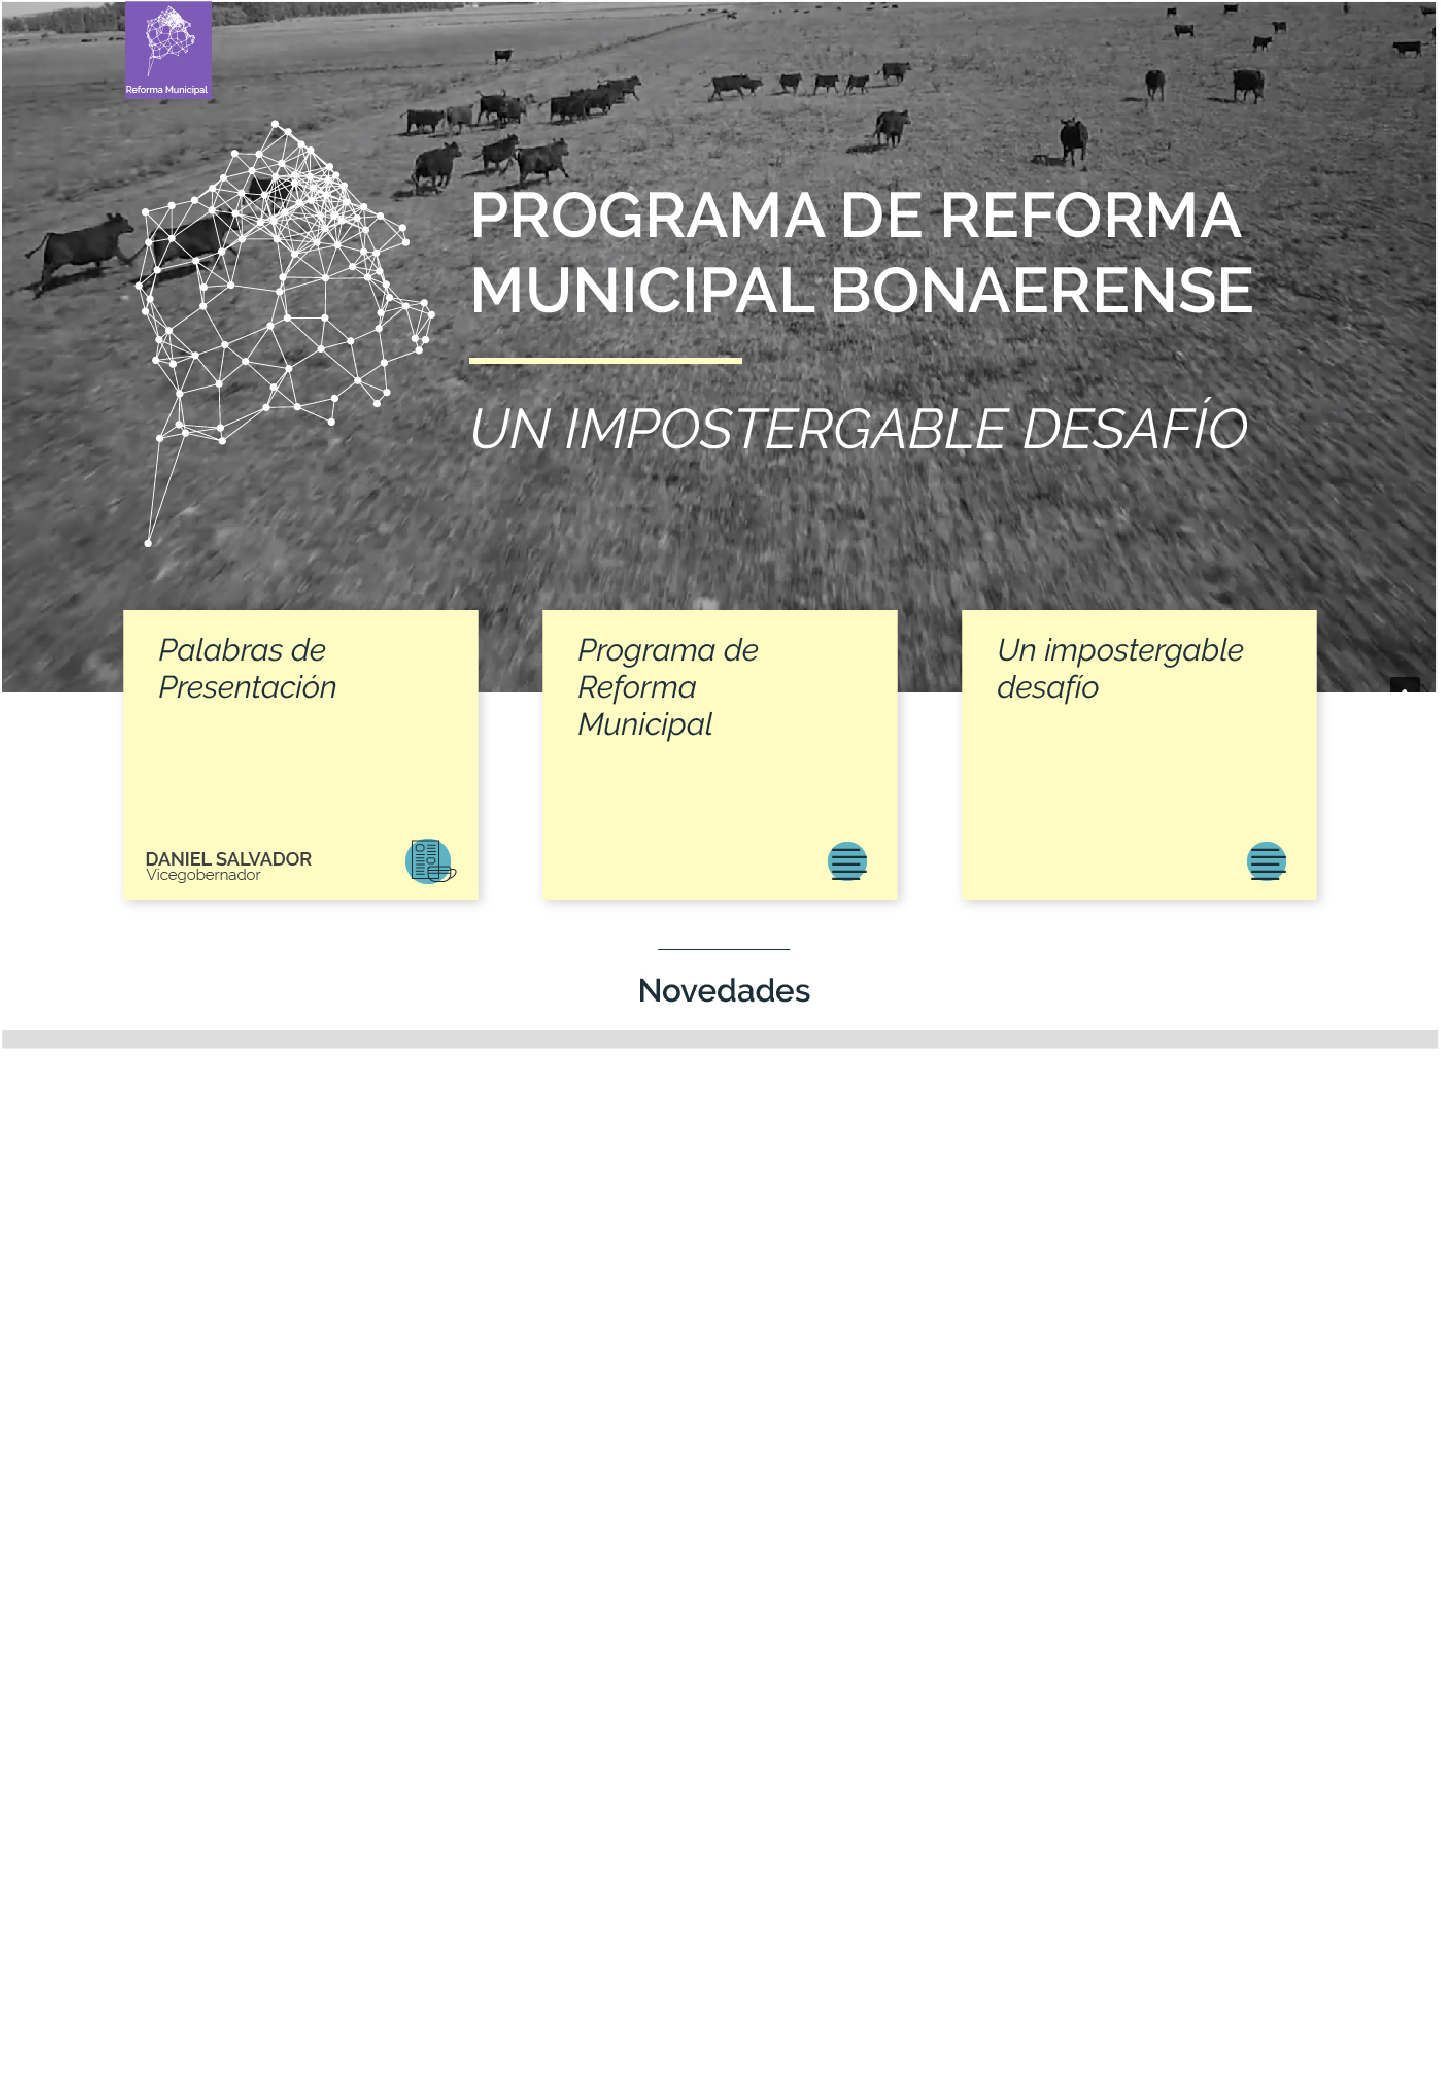 Reforma Municipal
PROGRAMA DE REFORMA
MUNICIPAL BONAERENSE
UN IMPOSTERGABLE DESAFÍO
Palabras de
Presentación
DANIEL SALVADOR
Vicegobernador
Programa de
Reforma
Municipal
Un impostergable
desafío
Novedades